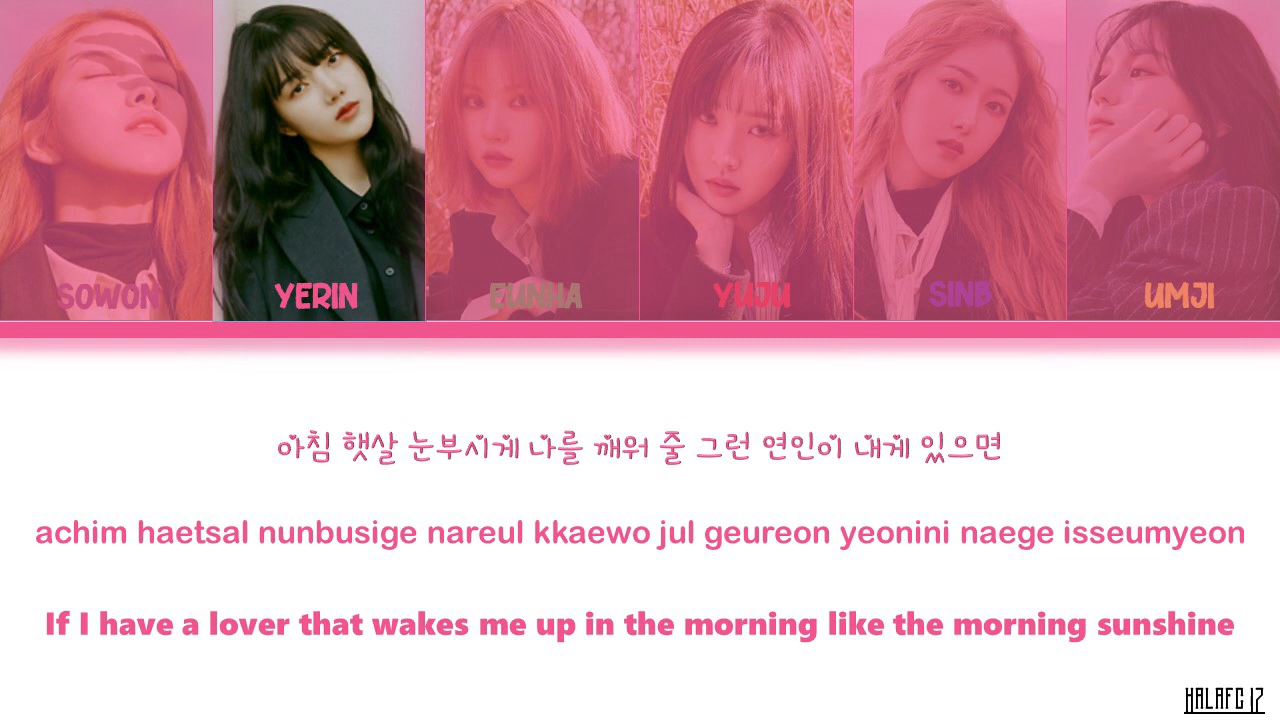 SOWON YERIN EUNHA YUJU SINB UMJI
아침 햇살 눈부시게 나를 깨워 줄 그런 연인이 내게 있으면
achim haetsal nunbusige nareul kkaewo jul geureon yeonini naege isseumyeon
If I have a lover that wakes me up in the morning like the morning sunshine
HALAFC 17